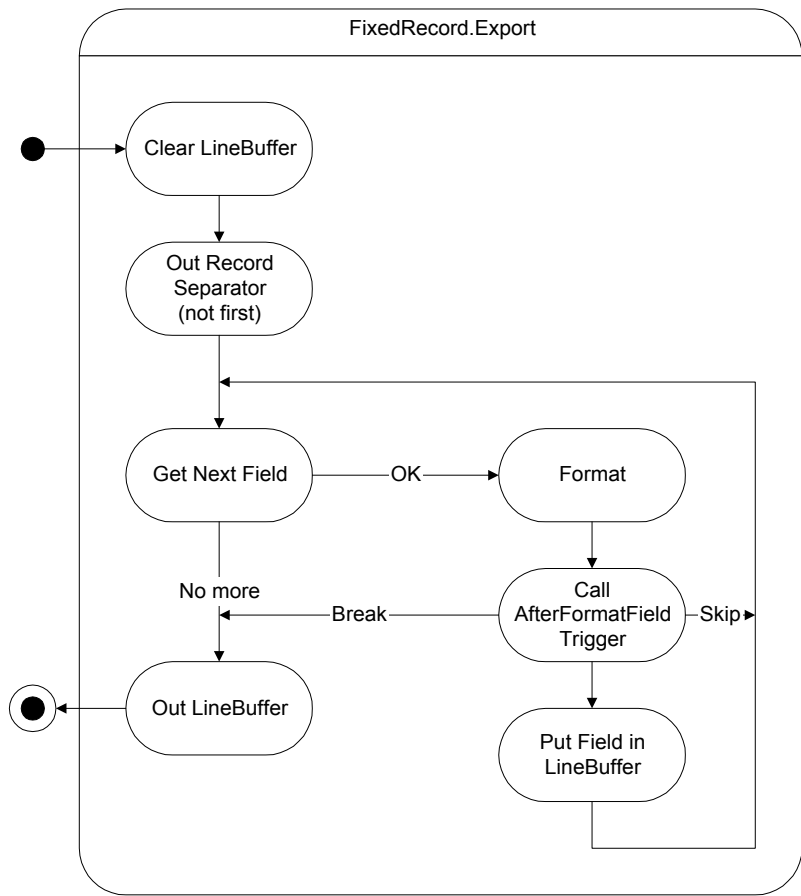 FixedRecord.Export
Clear LineBuffer
Out Record
Separator
(not first)
Get Next Field
OK
Format
No more
Break
Call
AfterFormatField
Trigger
Skip
Out LineBuffer
Put Field in
LineBuffer